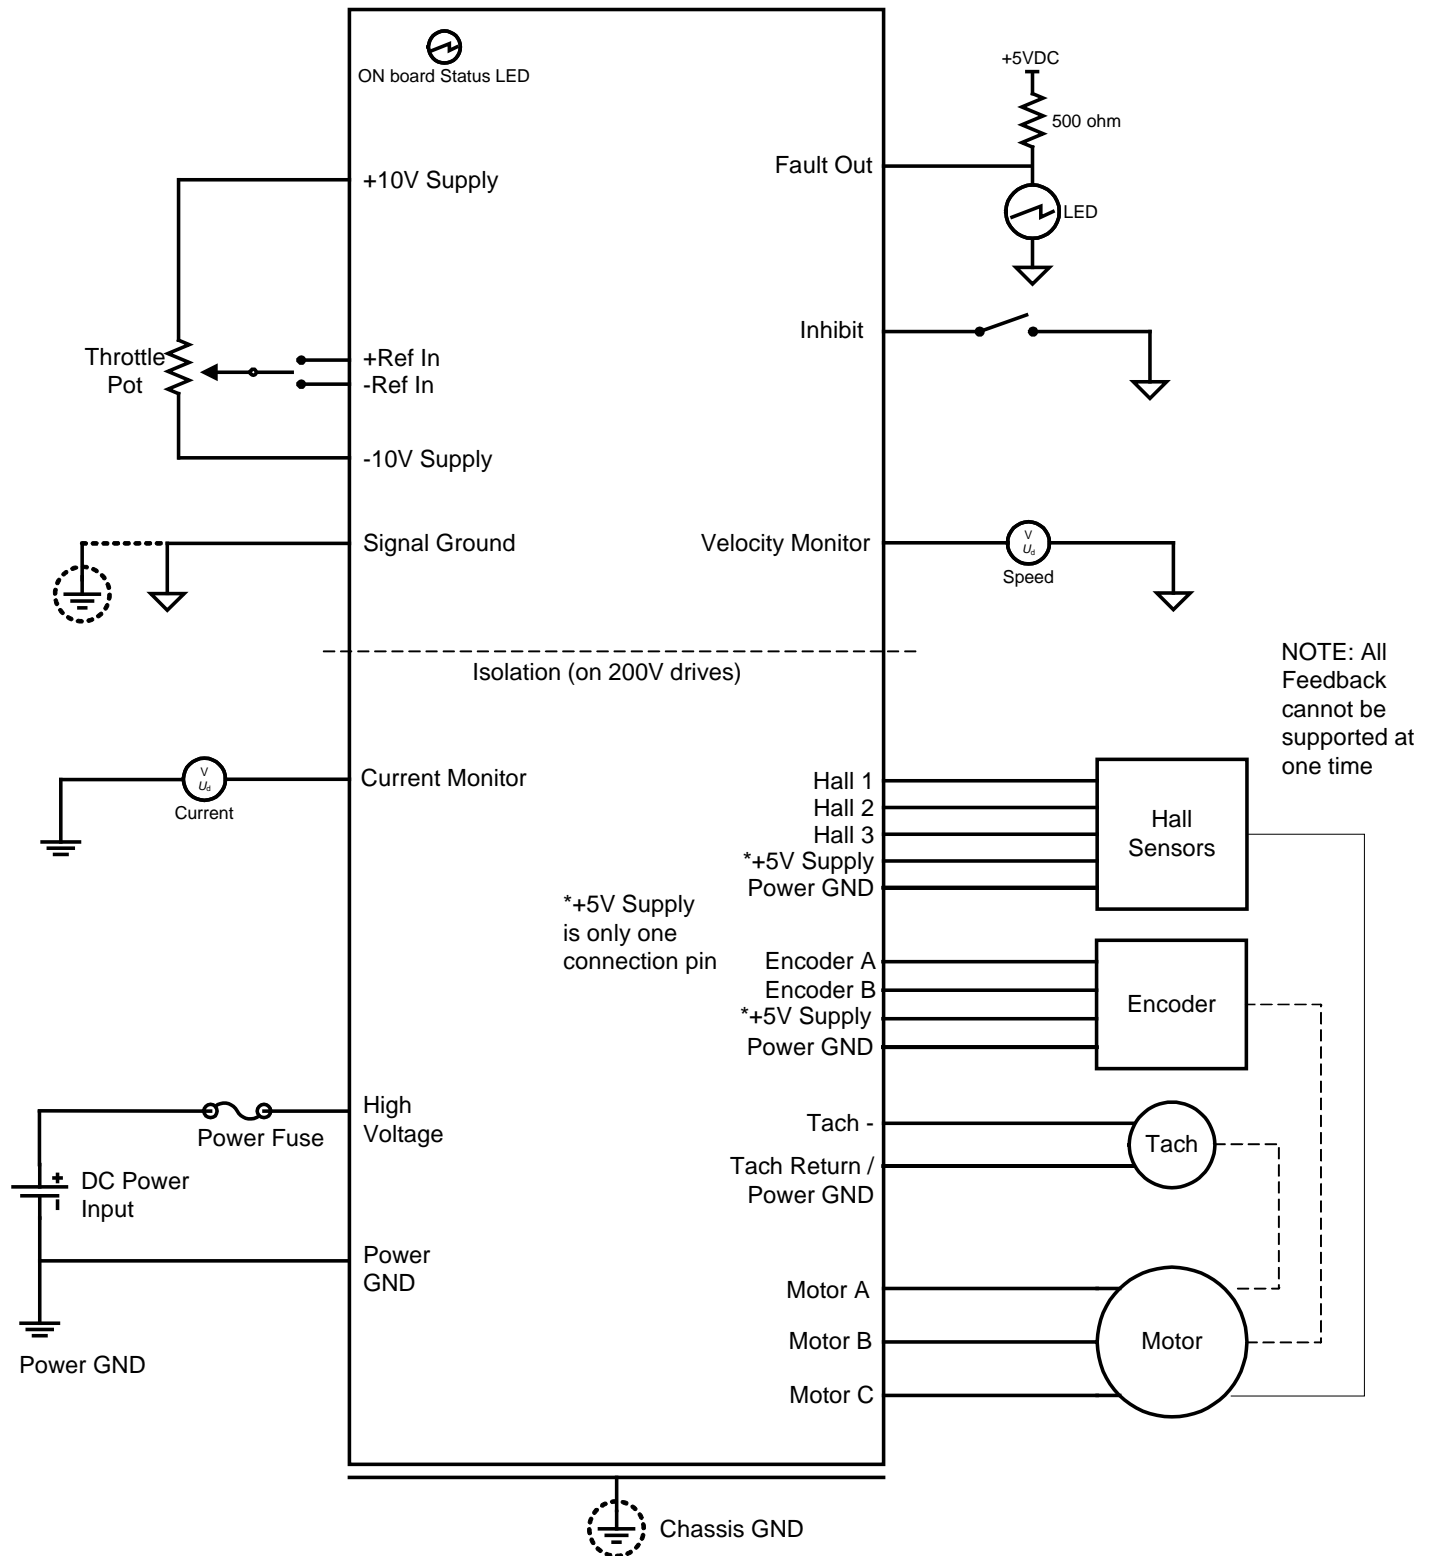 ON board Status LED
+5VDC
500 ohm
Fault Out
LED
+10V Supply
Inhibit
Throttle
Pot
+Ref In
-Ref In
-10V Supply
Signal Ground
Velocity Monitor
V
Ud
Speed
Isolation (on 200V drives)
NOTE: All
Feedback
cannot be
supported at
one time
V
Ud
Current
Current Monitor
Hall 1
Hall 2
Hall 3
*+5V Supply
Power GND
Hall
Sensors
*+5V Supply
is only one
connection pin
Encoder A
Encoder B
*+5V Supply
Power GND
Encoder
High
Voltage
Power Fuse
Tach -
Tach Return /
Power GND
Tach
+
DC Power
Input
Power
GND
Power GND
Motor A
Motor B
Motor C
Motor
Chassis GND